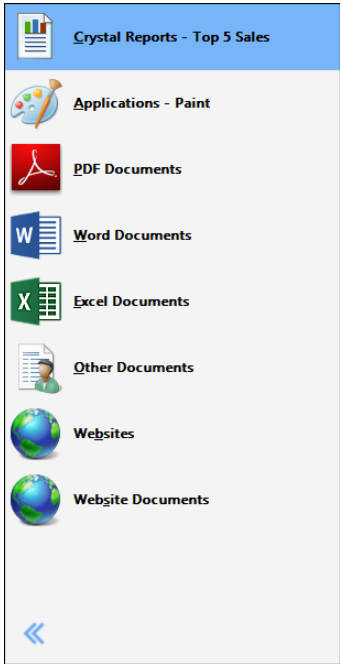 Crystal Reports - Top 5 Sales
Applications - Paint
PDF Documents
W Word Documents
X Excel Documents
Other Documents
Websites
Website Documents